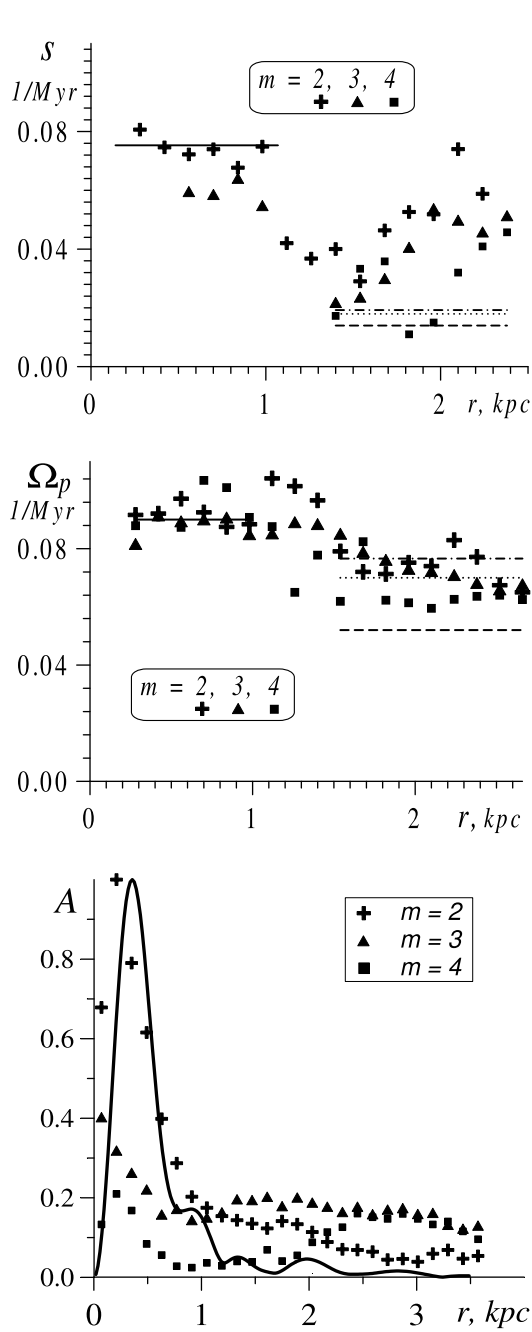 s
1/Myr
m = 2, 3, 4
0.08
0.04
0.00
0 1 2 r, kpc
Ωp
1/Myr
0.08
0.04
m = 2, 3, 4
0.00
0 1 2 r, kpc
A
m = 2
m = 3
m = 4
0.8
0.6
0.4
0.2
0.0
0 1 2 3 r, kpc